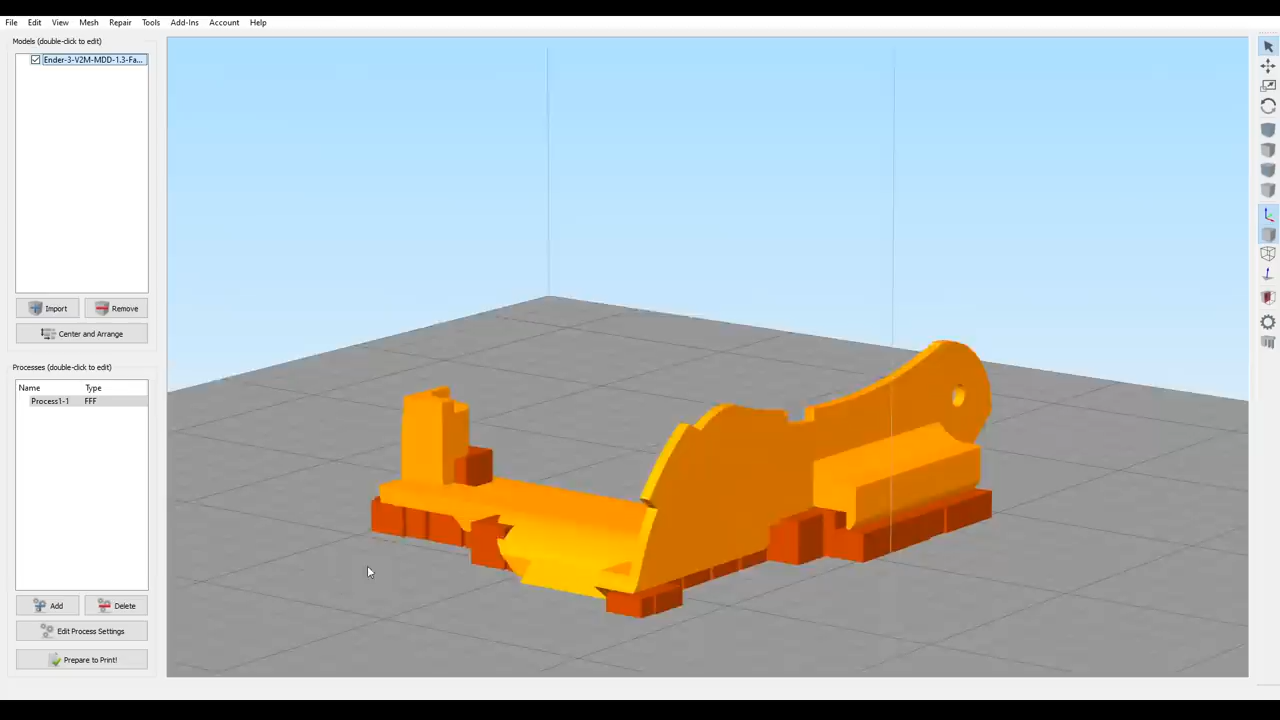 File Edit View Mesh Repair Tools Add-Ins Account Help
Models (double-click to edit)
Ender-3-V2M-MDD-1.3-Fa...
Import Remove
Center and Arrange
Processes (double-click to edit)
Name Type
Process1-1 FFF
Add Delete
Edit Process Settings
Prepare to Print!